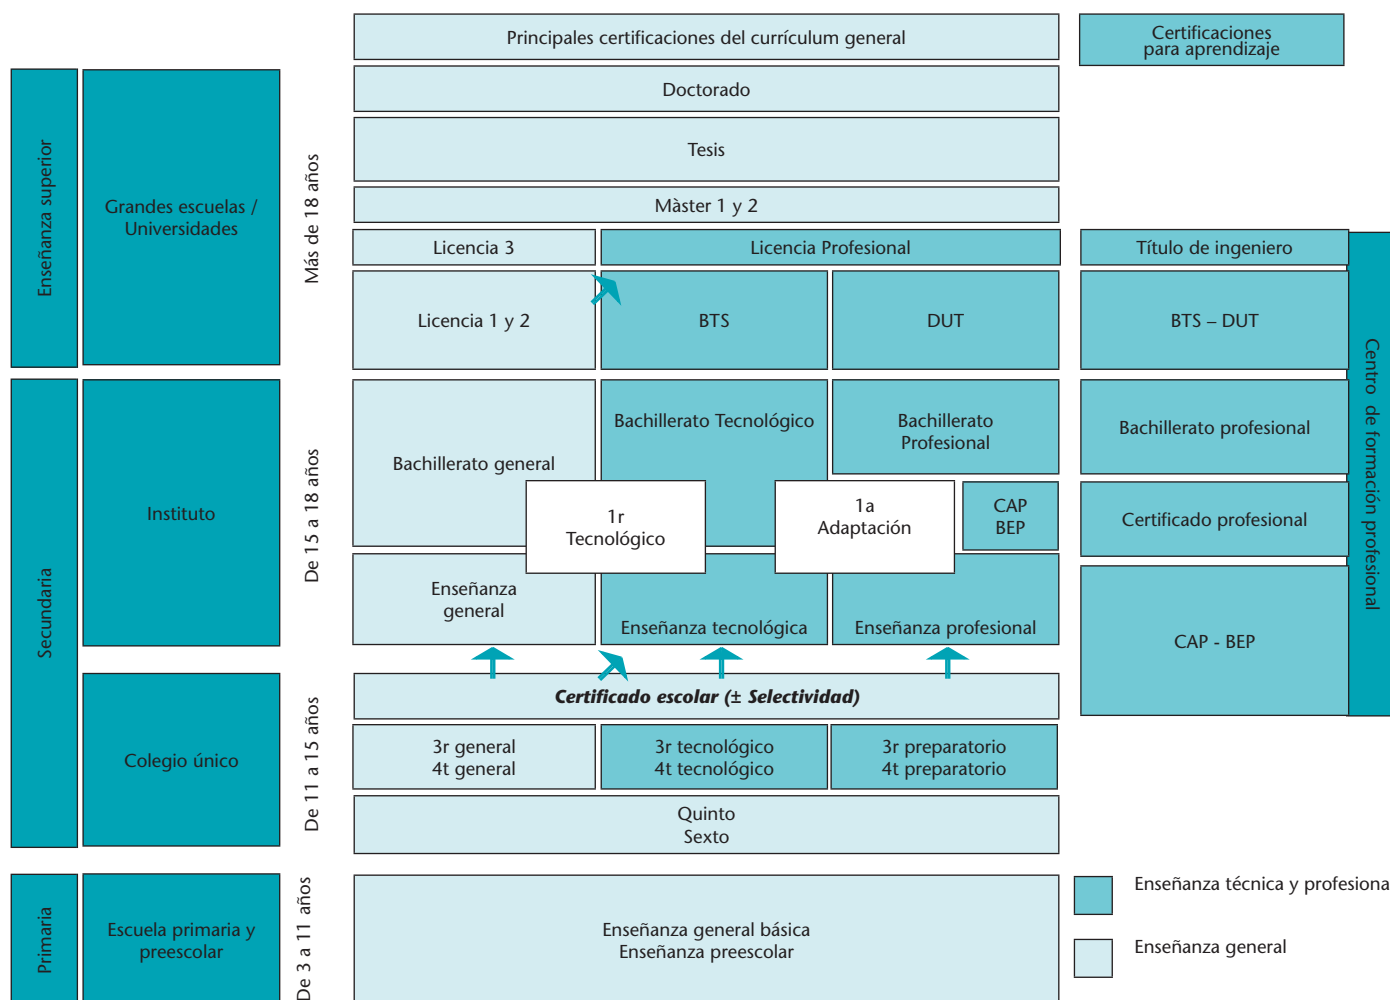 Principales certificaciones del currículum general
Certificaciones
para aprendizaje
Enseñanza superior
Grandes escuelas /
Universidades
Más de 18 años
Doctorado
Tesis
Màster 1 y 2
Licencia 3
Licencia Profesional
Título de ingeniero
Licencia 1 y 2
BTS
DUT
BTS – DUT
Centro de formación profesional
Secundaria
Instituto
De 15 a 18 años
Bachillerato general
Bachillerato Tecnológico
Bachillerato
Profesional
Bachillerato profesional
1r
Tecnológico
1a
Adaptación
CAP
BEP
Certificado profesional
Enseñanza
general
Enseñanza tecnológica
Enseñanza profesional
CAP - BEP
Colegio único
De 11 a 15 años
Certificado escolar (± Selectividad)
3r general
4t general
3r tecnológico
4t tecnológico
3r preparatorio
4t preparatorio
Quinto
Sexto
Primaria
Escuela primaria y
preescolar
De 3 a 11 años
Enseñanza general básica
Enseñanza preescolar
Enseñanza técnica y profesiona
Enseñanza general